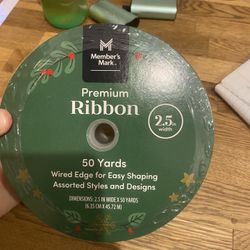 Member's
Mark.
Premium
Ribbon
2.5 in.
width
50 Yards
Wired Edge for Easy Shaping
Assorted Styles and Designs
DIMENSIONS: 2.5 IN WIDE X 50 YARDS
(6.35 CM X 45.72 M)